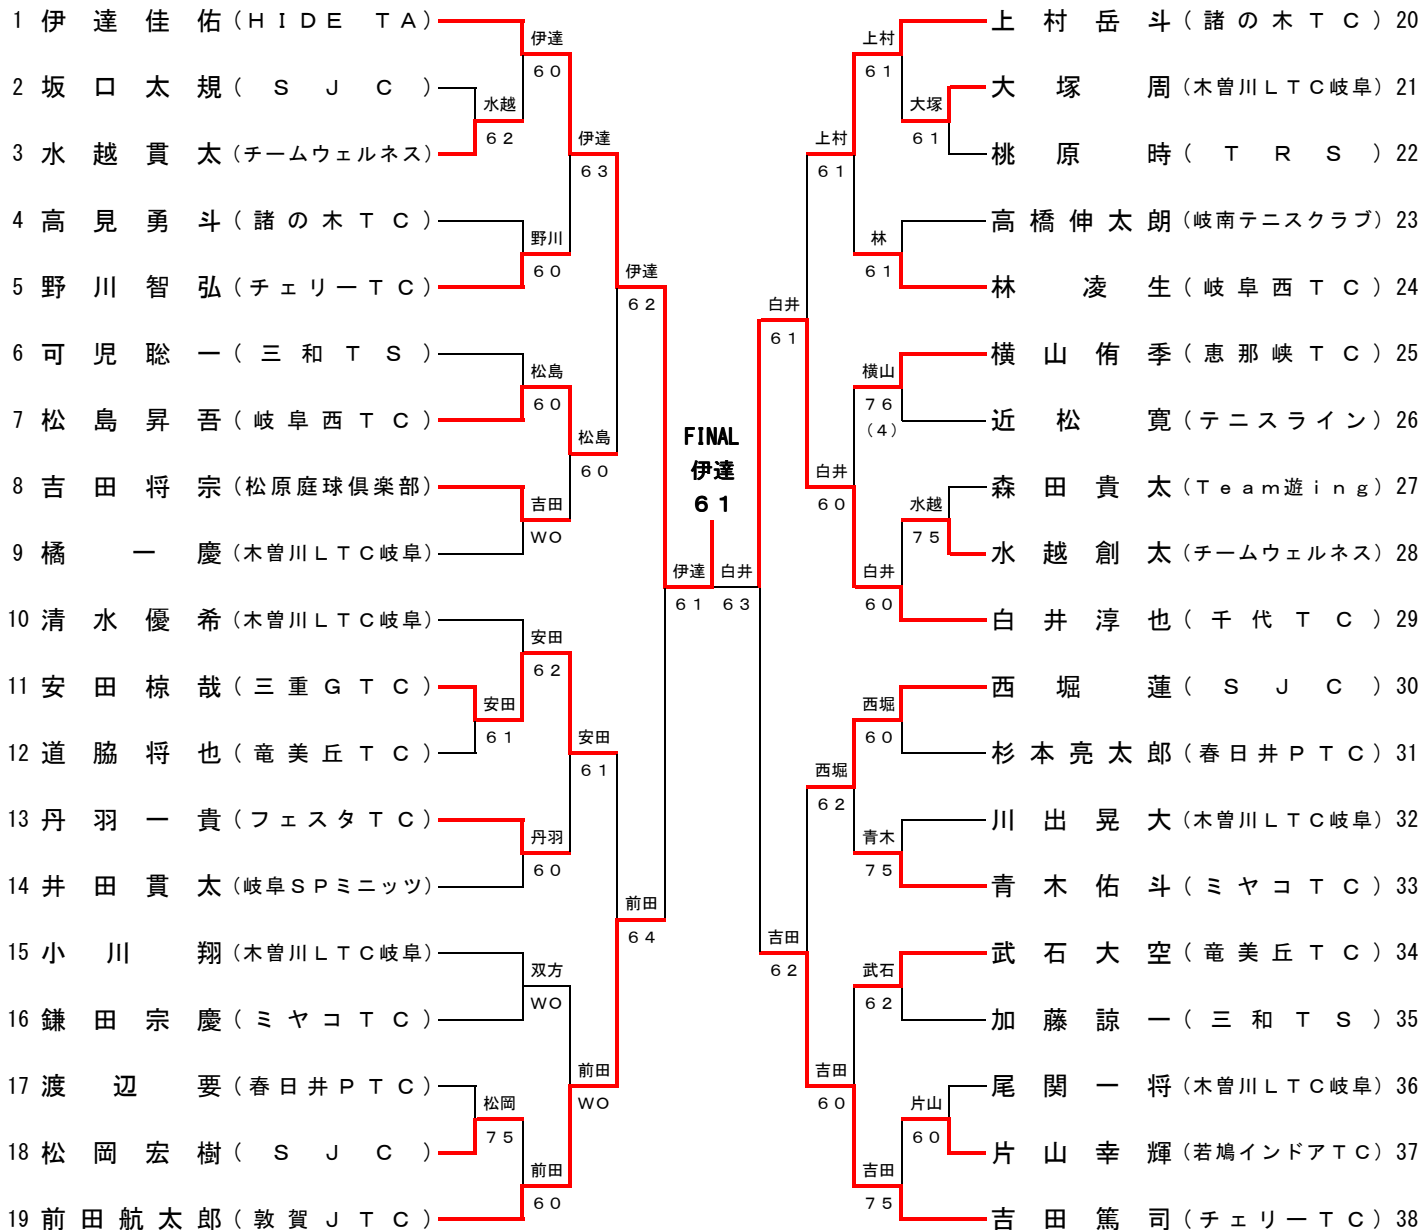 1 伊達佳佑 (HIDE TA)
2 坂口太規 (SJC)
3 水越貫太 (チームウェルネス)
4 高見勇斗 (諸の木TC)
5 野川智弘 (チェリーTC)
6 可児聡一 (三和TS)
7 松島昇吾 (岐阜西TC)
8 吉田将宗 (松原庭球倶楽部)
9 橘一慶 (木曽川LTC岐阜)
10 清水優希 (木曽川LTC岐阜)
11 安田椋哉 (三重GTC)
12 道脇将也 (竜美丘TC)
13 丹羽一貴 (フェスタTC)
14 井田貫太 (岐阜SPミニッツ)
15 小川翔 (木曽川LTC岐阜)
16 鎌田宗慶 (ミヤコTC)
17 渡辺要 (春日井PTC)
18 松岡宏樹 (SJC)
19 前田航太郎 (敦賀JTC)
水越
62
安田
61
松岡
75
伊達
60
野川
60
松島
60
吉田
WO
安田
62
丹羽
60
双方
WO
前田
60
伊達
63
松島
60
安田
61
前田
WO
伊達
62
前田
64
伊達
61
FINAL
伊達
61
白井
63
白井
61
吉田
62
上村
61
白井
60
西堀
62
吉田
60
上村
61
林
61
横山
76
(4)
白井
60
西堀
60
青木
75
武石
62
吉田
75
大塚
61
水越
75
片山
60
上村岳斗 (諸の木TC) 20
大塚周 (木曽川LTC岐阜) 21
桃原時 (TRS) 22
高橋伸太朗 (岐南テニスクラブ) 23
林凌生 (岐阜西TC) 24
横山侑季 (恵那峡TC) 25
近松寛 (テニスライン) 26
森田貴太 (Team遊ing) 27
水越創太 (チームウェルネス) 28
白井淳也 (千代TC) 29
西堀蓮 (SJC) 30
杉本亮太郎 (春日井PTC) 31
川出晃大 (木曽川LTC岐阜) 32
青木佑斗 (ミヤコTC) 33
武石大空 (竜美丘TC) 34
加藤諒一 (三和TS) 35
尾関一将 (木曽川LTC岐阜) 36
片山幸輝 (若鳩インドアTC) 37
吉田篤司 (チェリーTC) 38